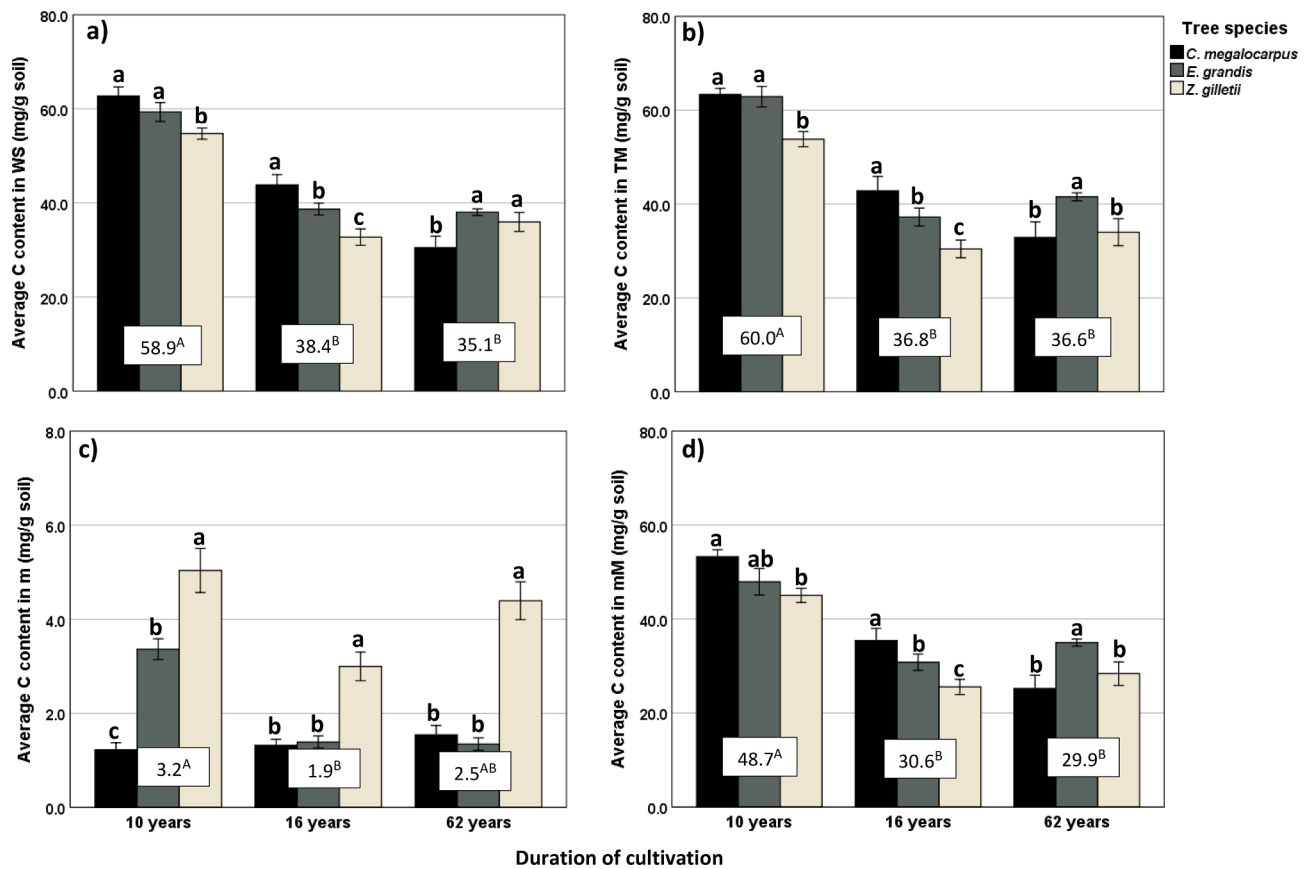 a)
Average C content in WS (mg/g soil)
80.0
60.0
40.0
20.0
0.0
a
a
b
a
b
c
b
a
a
58.9A
38.4B
35.1B
b)
Average C content in TM (mg/g soil)
80.0
60.0
40.0
20.0
0.0
a
a
b
a
b
c
b
a
b
60.0A
36.8B
36.6B
Tree species
C. megalocarpus
E. grandis
Z. gilletii
c)
Average C content in m (mg/g soil)
8.0
6.0
4.0
2.0
0.0
c
b
a
b
b
a
b
b
a
3.2A
1.9B
2.5AB
10 years
16 years
62 years
d)
Average C content in mM (mg/g soil)
80.0
60.0
40.0
20.0
0.0
a
ab
b
a
b
c
b
a
b
48.7A
30.6B
29.9B
10 years
16 years
62 years
Duration of cultivation